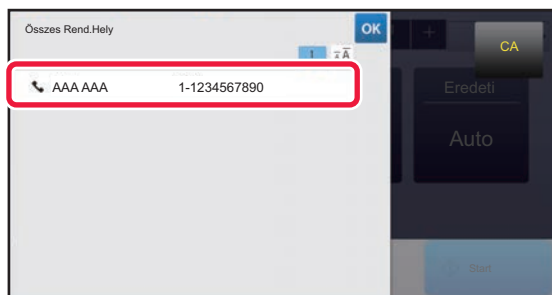 Összes Rend.Hely
OK
CA
1
AAA AAA 1-1234567890
Eredeti
Auto
Start